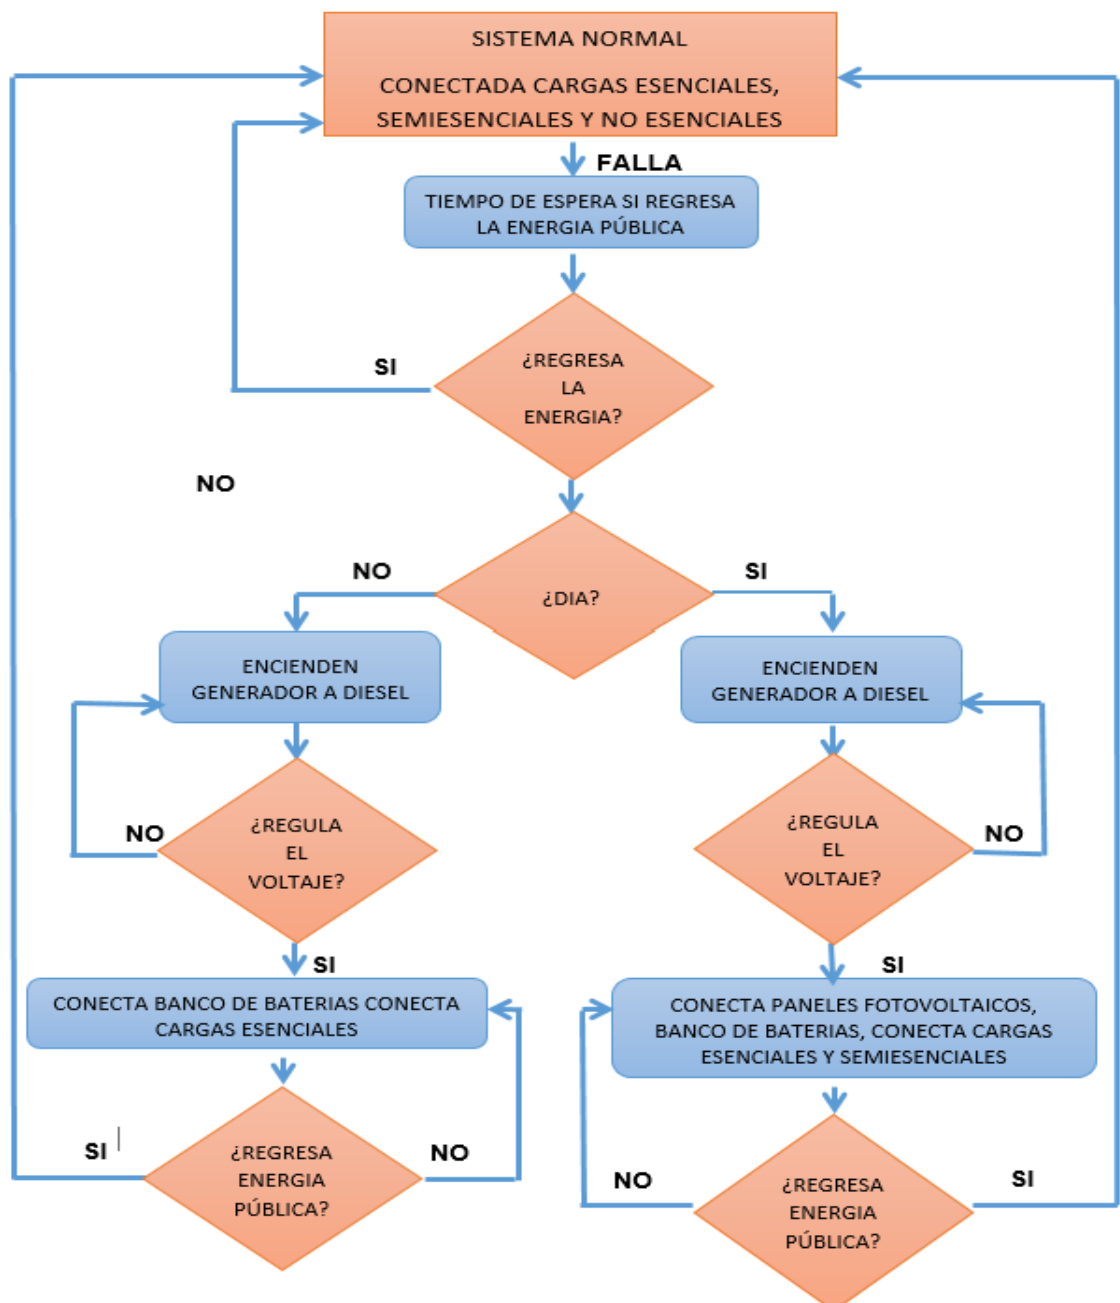 SISTEMA NORMAL
CONECTADA CARGAS ESENCIALES,
SEMIESENCIALES Y NO ESENCIALES
FALLA
TIEMPO DE ESPERA SI REGRESA
LA ENERGIA PÚBLICA
SI
¿REGRESA
LA
ENERGIA?
NO
NO
¿DIA?
SI
ENCIENDEN
GENERADOR A DIESEL
ENCIENDEN
GENERADOR A DIESEL
NO
¿REGULA
EL
VOLTAJE?
¿REGULA
EL
VOLTAJE?
NO
SI
SI
CONECTA BANCO DE BATERIAS CONECTA
CARGAS ESENCIALES
CONECTA PANELES FOTOVOLTAICOS,
BANCO DE BATERIAS, CONECTA CARGAS
ESENCIALES Y SEMIESENCIALES
SI
¿REGRESA
ENERGIA
PÚBLICA?
NO
NO
¿REGRESA
ENERGIA
PÚBLICA?
SI